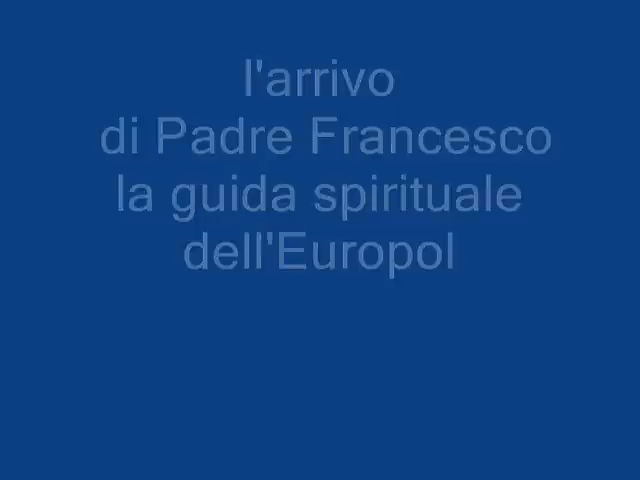 l'arrivo
di Padre Francesco
la guida spirituale
dell'Europol